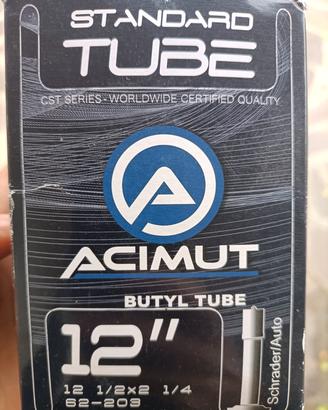 STANDARD
TUBE
CST SERIES - WORLDWIDE CERTIFIED QUALITY
ACIMUT
BUTYL TUBE
12"
12 1/2x2 1/4
62-203
Schrader/Auto